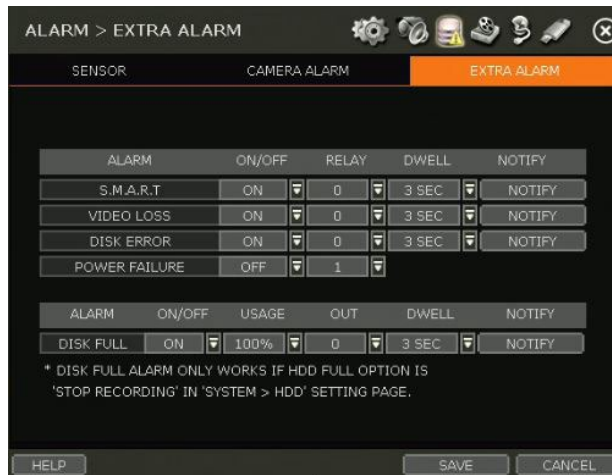 ALARM > EXTRA ALARM
SENSOR CAMERA ALARM EXTRA ALARM
ALARM ON/OFF RELAY DWELL NOTIFY
S.M.A.R.T ON 0 3 SEC NOTIFY
VIDEO LOSS ON 0 3 SEC NOTIFY
DISK ERROR ON 0 3 SEC NOTIFY
POWER FAILURE OFF 1
ALARM ON/OFF USAGE OUT DWELL NOTIFY
DISK FULL ON 100% 0 3 SEC NOTIFY
* DISK FULL ALARM ONLY WORKS IF HDD FULL OPTION IS
'STOP RECORDING' IN 'SYSTEM > HDD' SETTING PAGE.
HELP SAVE CANCEL